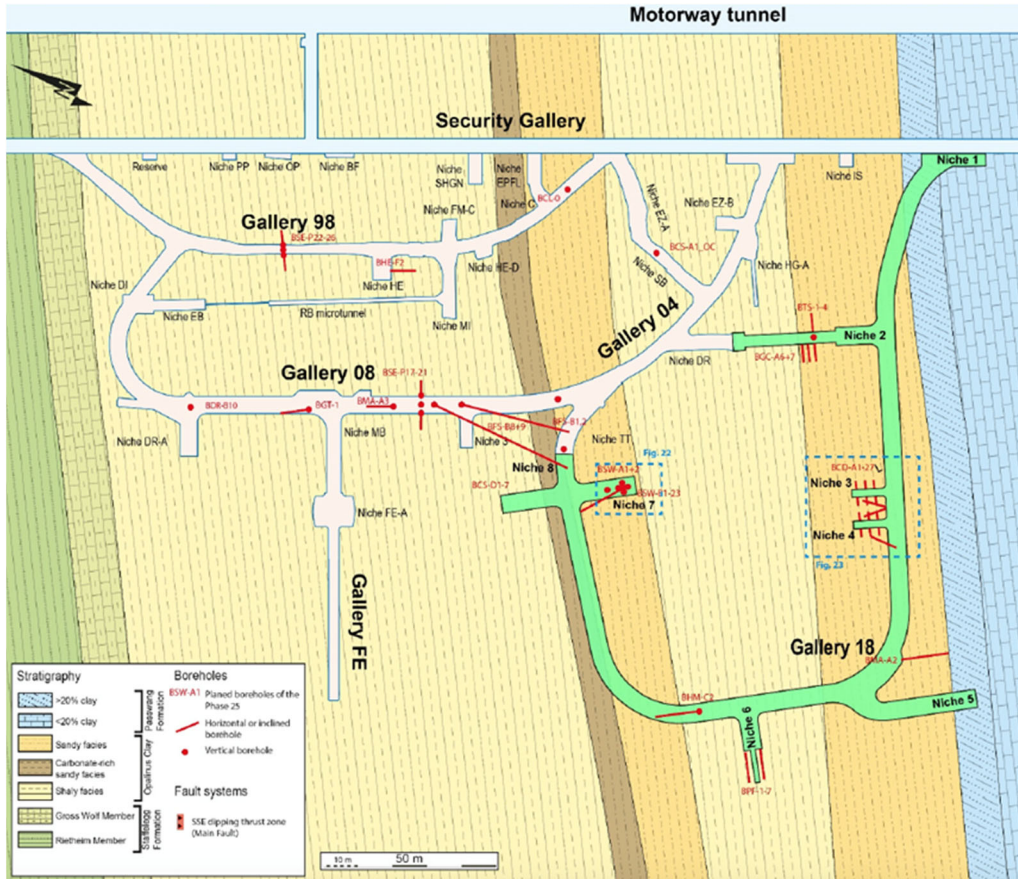 Motorway tunnel
Security Gallery
Reserve
Niche PP
Niche OP
Niche BF
Niche
SHGN
Niche
EPFL
Niche IS
Niche 1
Niche C
BCL-O
Niche FM-C
Niche EZ-A
Niche EZ-B
Gallery 98
BSE-P22-26
BHE-F2
Niche HE
Niche HE-D
BCS-A1_OC
Niche SB
Niche HG-A
Niche DI
Niche EB
RB microtunnel
Niche MI
Gallery 04
BTS-1-4
Niche 2
BGC-A6+7
Niche DR
Gallery 08
BSE-P17-21
BDR-B10
BGT-1
BMA-A3
BFS-B8+9
BFS-B1,2
Niche DR-A
Niche MB
Niche 3
Niche TT
Fig. 22
Niche 8
BSW-A1+2
BCS-D1-7
BSW-B1-23
Niche 7
BCD-A1-27
Niche 3
Niche 4
Fig. 23
Niche FE-A
Gallery FE
Gallery 18
BMA-A2
BHM-C2
Niche 6
Niche 5
BPF-1-7
Stratigraphy
>20% clay
<20% clay
Passwang
Formation
Sandy facies
Carbonate-rich
sandy facies
Shaly facies
Opalinus Clay
Gross Wolf Member
Rietheim Member
Staffelegg
Formation
Boreholes
BSW-A1
Planed boreholes of the
Phase 25
Horizontal or inclined
borehole
Vertical borehole
Fault systems
SSE dipping thrust zone
(Main Fault)
10 m
50 m